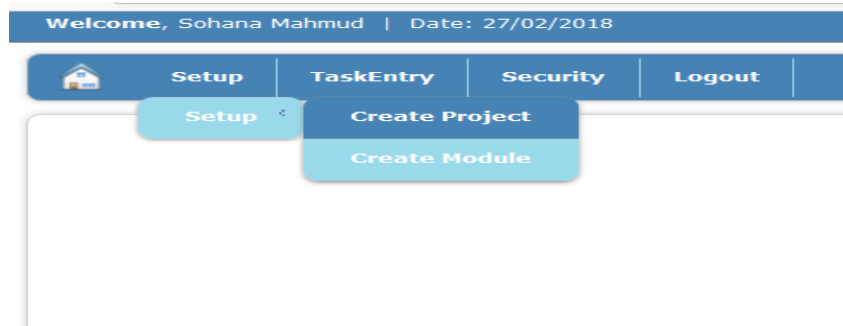 Welcome, Sohana Mahmud | Date: 27/02/2018
Setup TaskEntry Security Logout
Setup Create Project
Create Module